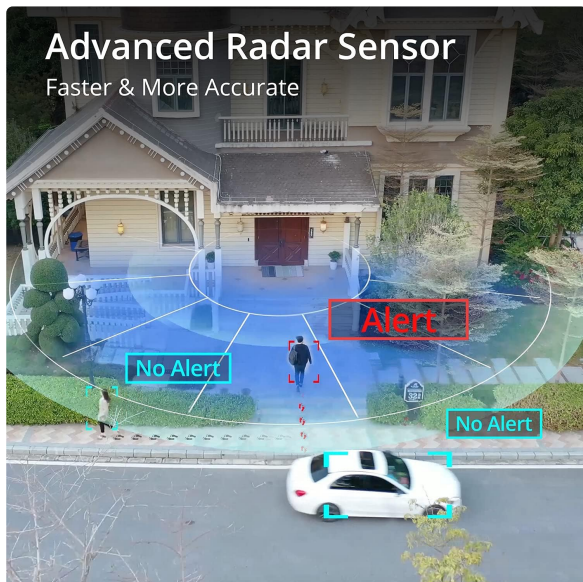 Advanced Radar Sensor
Faster & More Accurate
Alert
No Alert
No Alert